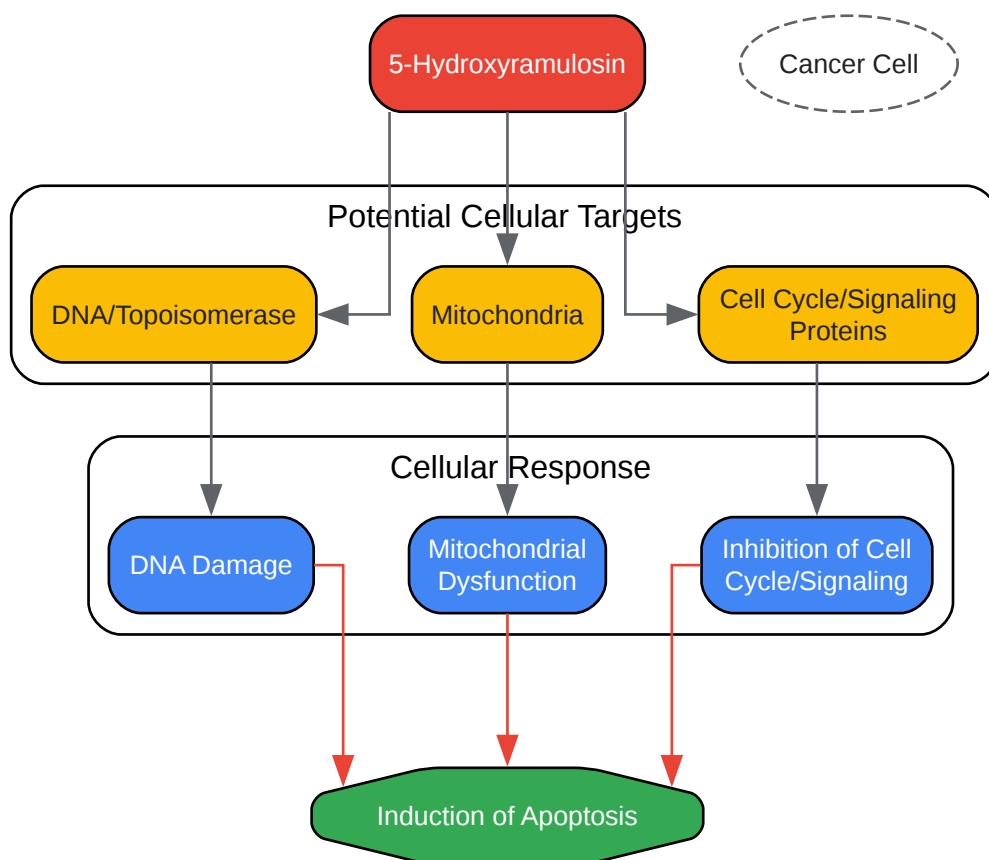 5-Hydroxyramulosin
Cancer Cell
Potential Cellular Targets
DNA/Topoisomerase
Mitochondria
Cell Cycle/Signaling
Proteins
Cellular Response
DNA Damage
Mitochondrial
Dysfunction
Inhibition of Cell
Cycle/Signaling
Induction of Apoptosis